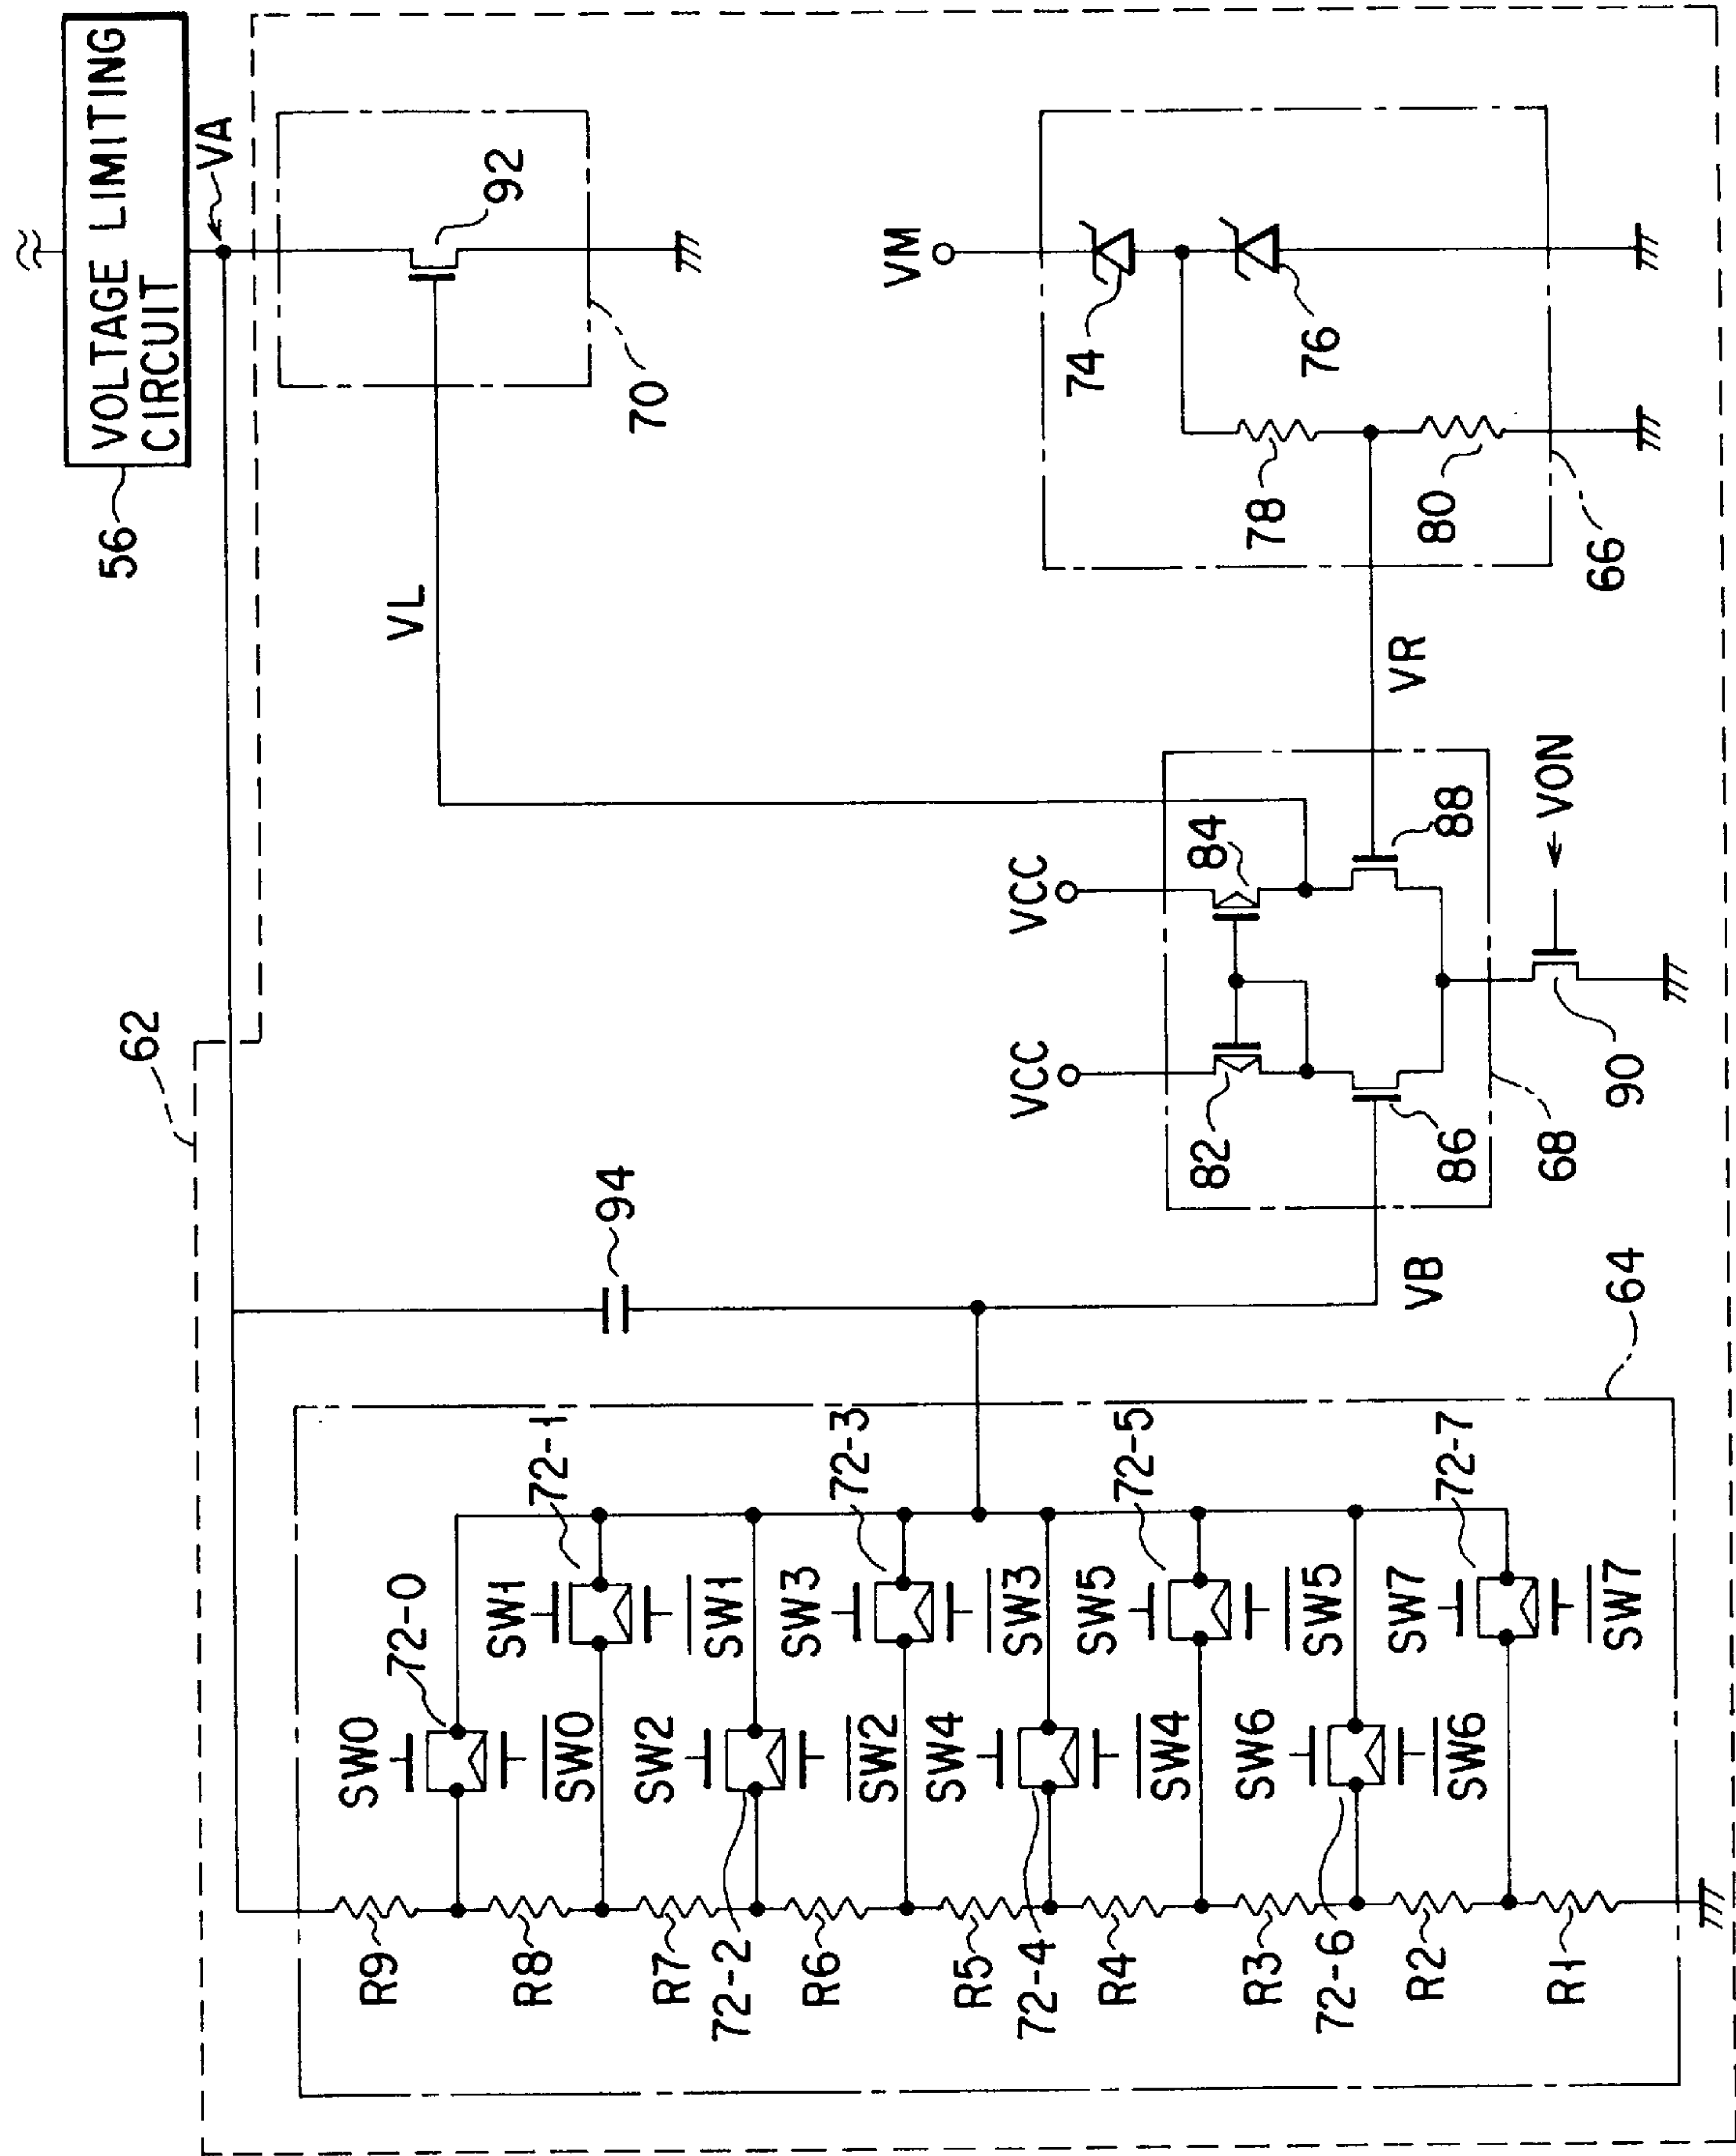 VOLTAGE LIMITING
CIRCUIT
56
VA
62
92
70
VL
94
VM
74
76
78
80
66
VR
VCC
VCC
82
84
86
88
68
90
VON
VB
64
R9
R8
R7
R6
R5
R4
R3
R2
R1
SW0
72-0
SW0
SW1
72-1
SW1
SW2
72-2
SW2
SW3
72-3
SW3
SW4
72-4
SW4
SW5
72-5
SW5
SW6
72-6
SW6
SW7
72-7
SW7